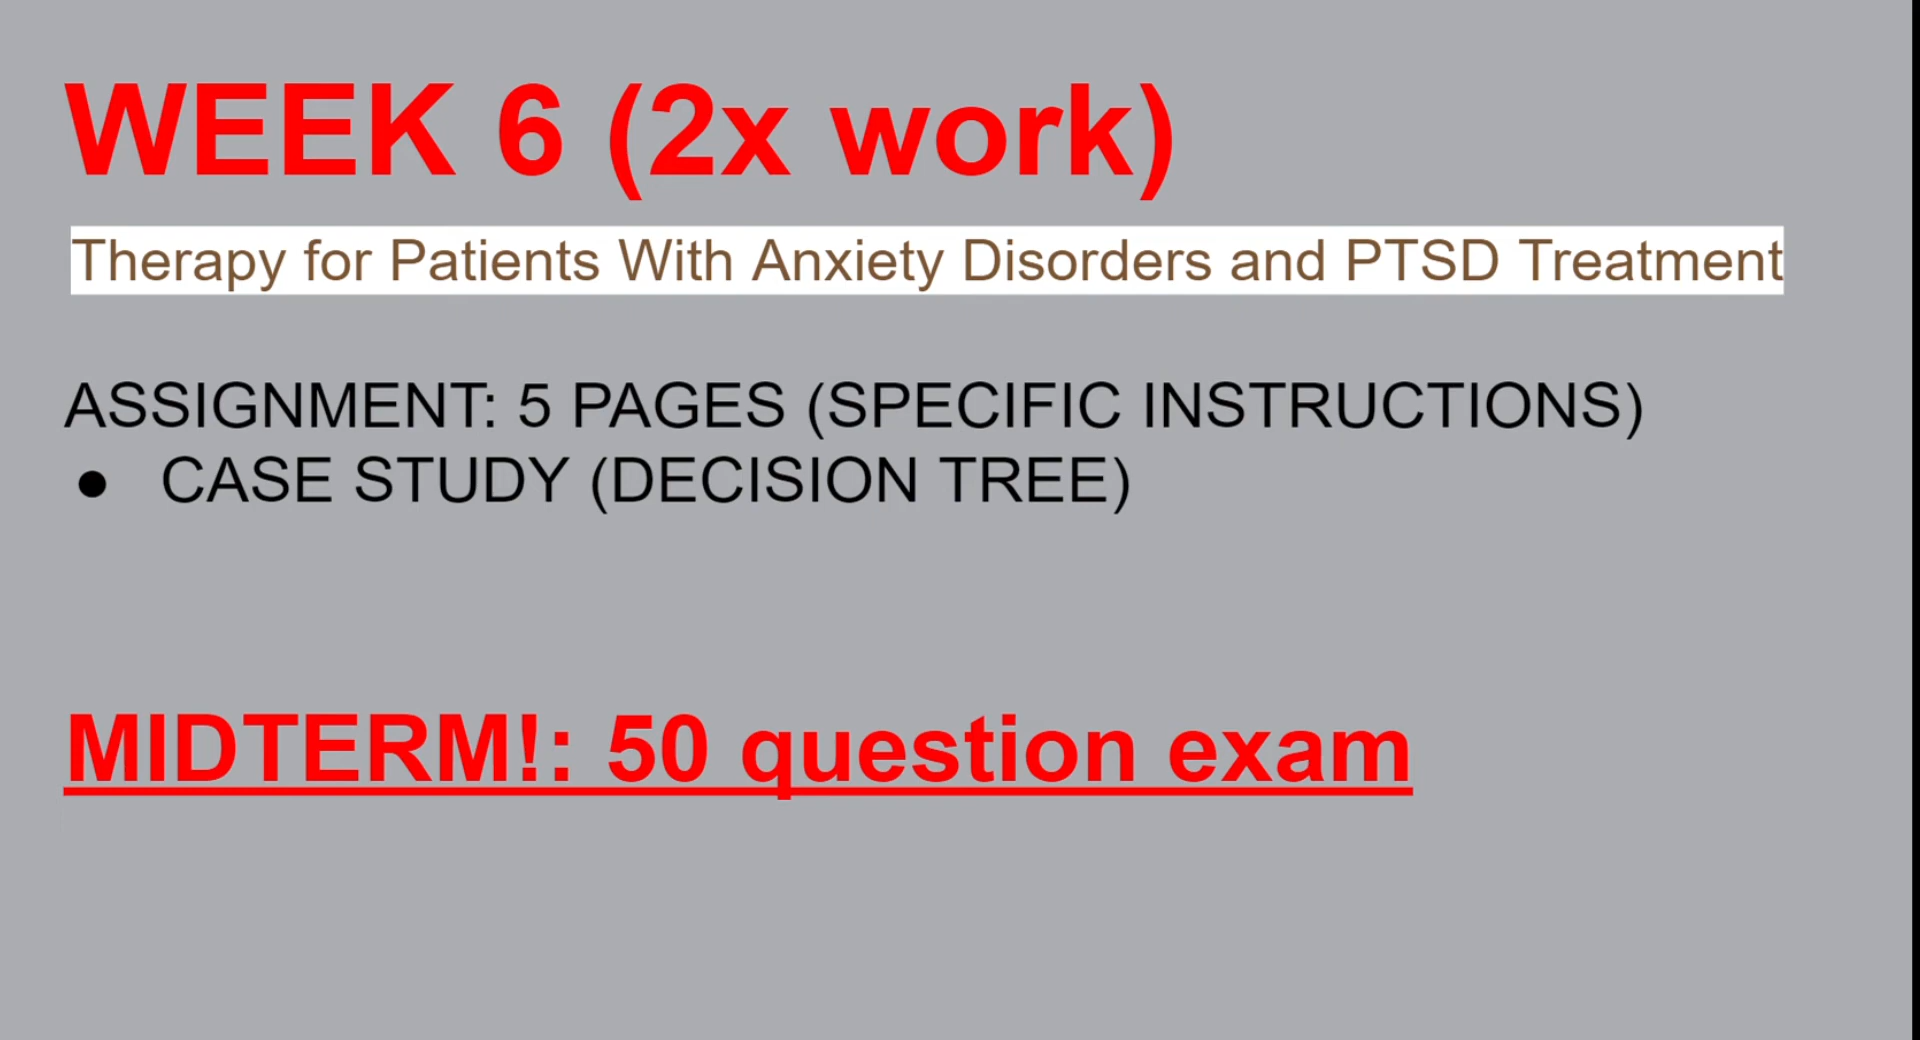 WEEK 6 (2x work)
Therapy for Patients With Anxiety Disorders and PTSD Treatment
ASSIGNMENT: 5 PAGES (SPECIFIC INSTRUCTIONS)
● CASE STUDY (DECISION TREE)
MIDTERM!: 50 question exam